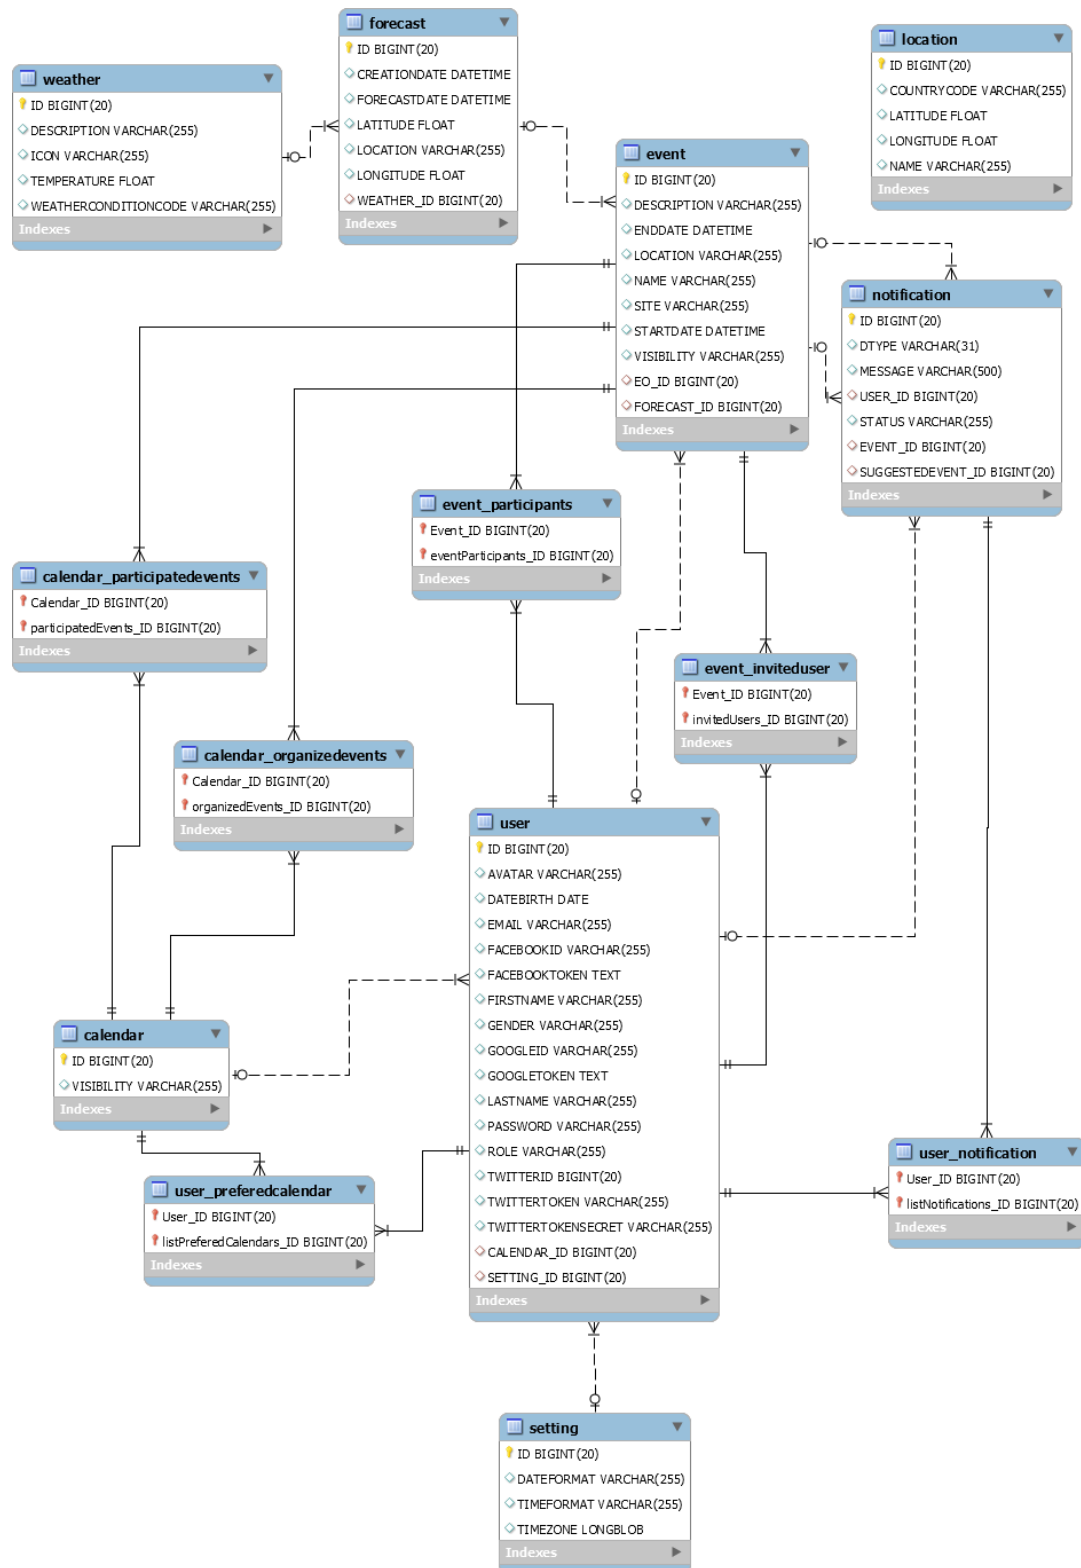 forecast
ID BIGINT(20)
CREATIONDATE DATETIME
FORECASTDATE DATETIME
LATITUDE FLOAT
LOCATION VARCHAR(255)
LONGITUDE FLOAT
WEATHER_ID BIGINT(20)
location
ID BIGINT(20)
COUNTRYCODE VARCHAR(255)
LATITUDE FLOAT
LONGITUDE FLOAT
NAME VARCHAR(255)
Indexes
weather
ID BIGINT(20)
DESCRIPTION VARCHAR(255)
ICON VARCHAR(255)
TEMPERATURE FLOAT
WEATHERCONDITIONCODE VARCHAR(255)
Indexes
Indexes
event
ID BIGINT(20)
DESCRIPTION VARCHAR(255)
ENDDATE DATETIME
LOCATION VARCHAR(255)
NAME VARCHAR(255)
SITE VARCHAR(255)
STARTDATE DATETIME
VISIBILITY VARCHAR(255)
EO_ID BIGINT(20)
FORECAST_ID BIGINT(20)
Indexes
notification
ID BIGINT(20)
DTYPE VARCHAR(31)
MESSAGE VARCHAR(500)
USER_ID BIGINT(20)
STATUS VARCHAR(255)
EVENT_ID BIGINT(20)
SUGGESTEDEVENT_ID BIGINT(20)
Indexes
event_participants
Event_ID BIGINT(20)
eventParticipants_ID BIGINT(20)
Indexes
calendar_participatedevents
Calendar_ID BIGINT(20)
participatedEvents_ID BIGINT(20)
Indexes
event_inviteduser
Event_ID BIGINT(20)
invitedUsers_ID BIGINT(20)
Indexes
calendar_organizedevents
Calendar_ID BIGINT(20)
organizedEvents_ID BIGINT(20)
Indexes
user
ID BIGINT(20)
AVATAR VARCHAR(255)
DATEBIRTH DATE
EMAIL VARCHAR(255)
FACEBOOKID VARCHAR(255)
FACEBOOKTOKEN TEXT
FIRSTNAME VARCHAR(255)
GENDER VARCHAR(255)
GOOGLEID VARCHAR(255)
GOOGLETOKEN TEXT
LASTNAME VARCHAR(255)
PASSWORD VARCHAR(255)
ROLE VARCHAR(255)
TWITTERID BIGINT(20)
TWITTERTOKEN VARCHAR(255)
TWITTERTOKENSECRET VARCHAR(255)
CALENDAR_ID BIGINT(20)
SETTING_ID BIGINT(20)
Indexes
calendar
ID BIGINT(20)
VISIBILITY VARCHAR(255)
Indexes
user_preferedcalendar
User_ID BIGINT(20)
listPreferedCalendars_ID BIGINT(20)
Indexes
user_notification
User_ID BIGINT(20)
listNotifications_ID BIGINT(20)
Indexes
setting
ID BIGINT(20)
DATEFORMAT VARCHAR(255)
TIMEFORMAT VARCHAR(255)
TIMEZONE LONGBLOB
Indexes